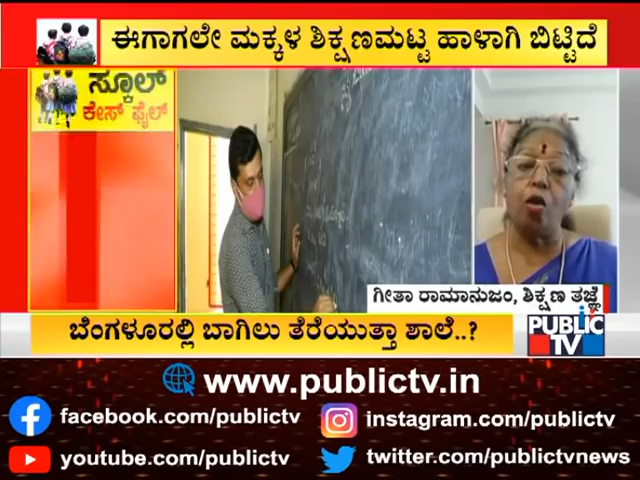 ಈಗಾಗಲೇ ಮಕ್ಕಳ ಶಿಕ್ಷಣಮಟ್ಟ ಹಾಳಾಗಿ ಬಿಟ್ಟಿದೆ
ಸ್ಕೂಲ್
ಕೇಸ್ ಫೈಲ್
ಗೀತಾ ರಾಮಾನುಜಂ, ಶಿಕ್ಷಣ ತಜ್ಞೆ
ಬೆಂಗಳೂರಲ್ಲಿ ಬಾಗಿಲು ತೆರೆಯುತ್ತಾ ಶಾಲೆ..?
PUBLIC
TV
www.publictv.in
facebook.com/publictv
instagram.com/publictv
youtube.com/publictv
twitter.com/publictvnews